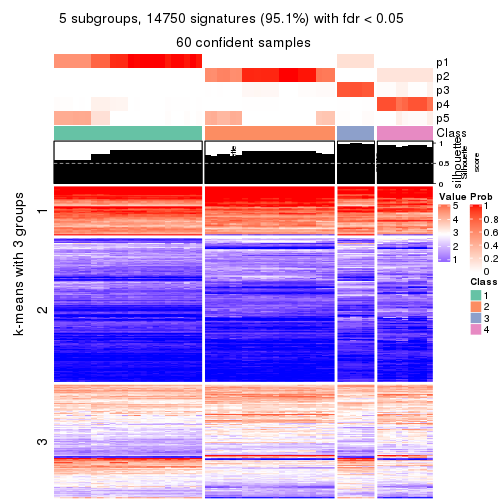 5 subgroups, 14750 signatures (95.1%) with fdr < 0.05
60 confident samples
p1
p2
p3
p4
p5
Class
1
0.5
0
silhouette
Silhouette
score
k-means with 3 groups
1
2
3
Value
5
4
3
2
1
Prob
1
0.8
0.6
0.4
0.2
0
Class
1
2
3
4